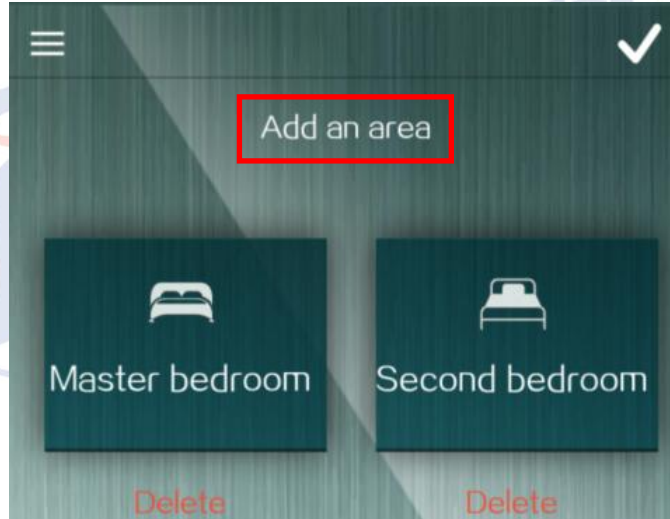 Add an area
Master bedroom
Second bedroom
Delete
Delete